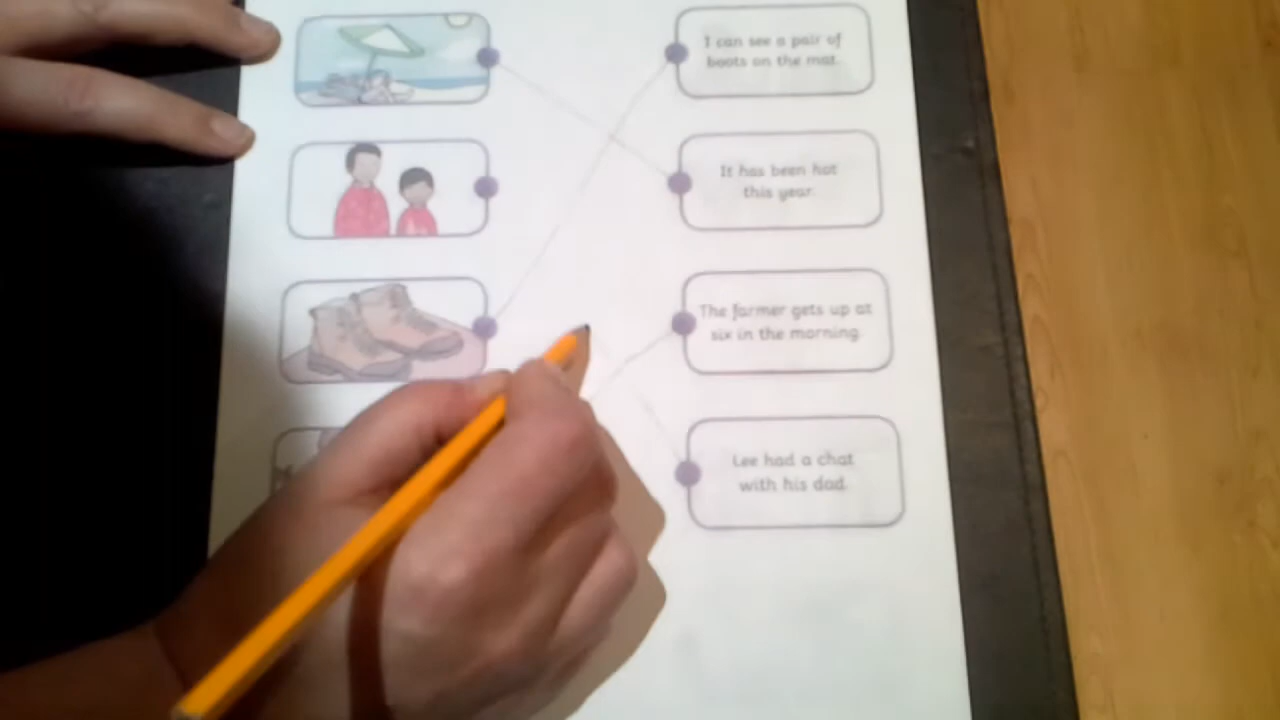 I can see a pair of
boots on the mat.
It has been hot
this year.
The farmer gets up at
six in the morning.
Lee had a chat
with his dad.